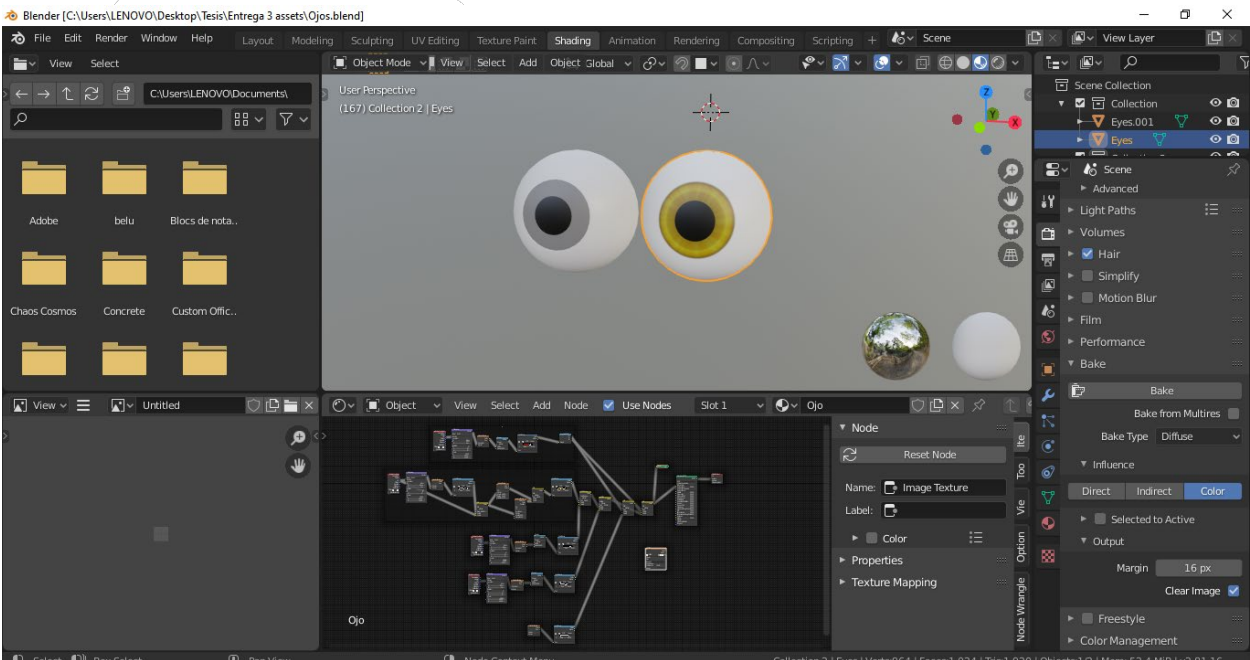 Blender [C:\Users\LENOVO\Desktop\Tesis\Entrega 3 assets\Ojos.blend]
File Edit Render Window Help Layout Modeling Sculpting UV Editing Texture Paint Shading Animation Rendering Compositing Scripting + Scene View Layer
View Select
Object Mode View Select Add Object Global
C:\Users\LENOVO\Documents\
User Perspective
(167) Collection 2 | Eyes
Z
Y
X
Adobe belu Blocs de nota..
Chaos Cosmos Concrete Custom Offic..
Scene Collection
Collection
Eyes.001
Eyes
Scene
Advanced
Light Paths
Volumes
Hair
Simplify
Motion Blur
Film
Performance
Bake
Bake
Bake from Multires
Bake Type Diffuse
Influence
Direct Indirect Color
Selected to Active
Output
Margin 16 px
Clear Image
Freestyle
Color Management
View Untitled
Object View Select Add Node Use Nodes Slot 1 Ojo
Node
Reset Node
Name: Image Texture
Label:
Color
Properties
Texture Mapping
Ite
Too
Vie
Option
Node Wrangle
Ojo